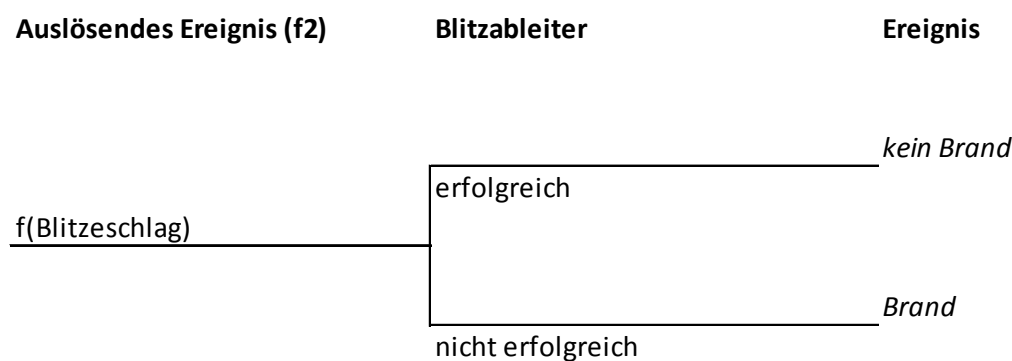 Auslösendes Ereignis (f2) Blitzableiter Ereignis
kein Brand
erfolgreich
f(Blitzeschlag)
Brand
nicht erfolgreich